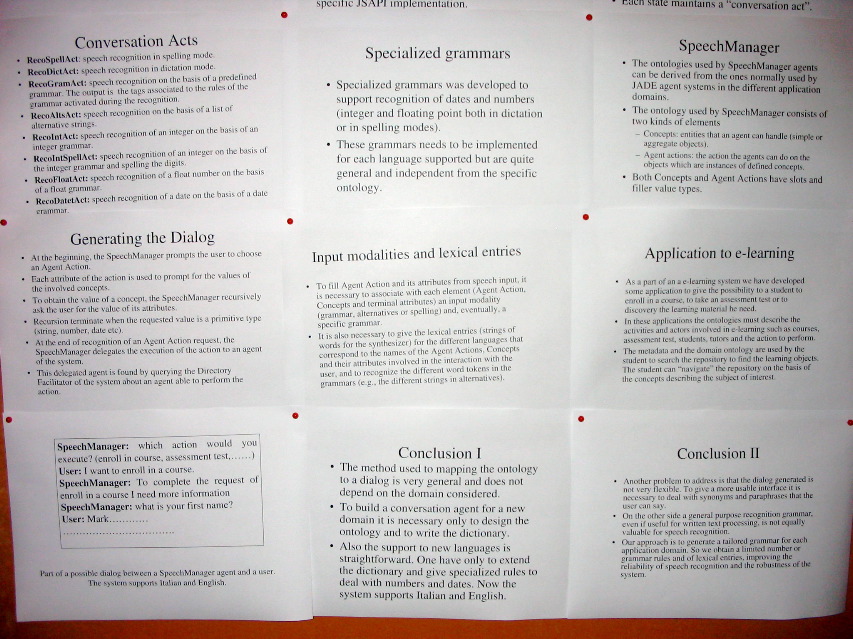 specific JSAPI implementation.
Each state maintains a “conversation act”.
Conversation Acts
• RecoSpellAct: speech recognition in spelling mode.
• RecoDictAct: speech recognition in dictation mode.
• RecoGramAct: speech recognition on the basis of a predefined
grammar. The output is the tags associated to the rules of the
grammar activated during the recognition.
• RecoAltsAct: speech recognition on the basis of a list of
alternative strings.
• RecoIntAct: speech recognition of an integer on the basis of an
integer grammar.
• RecoIntSpellAct: speech recognition of an integer on the basis of
the integer grammar and spelling the digits.
• RecoFloatAct: speech recognition of a float number on the basis
of a float grammar.
• RecoDatetAct: speech recognition of a date on the basis of a date
grammar.
Specialized grammars
• Specialized grammars was developed to
support recognition of dates and numbers
(integer and floating point both in dictation
or in spelling modes).
• These grammars needs to be implemented
for each language supported but are quite
general and independent from the specific
ontology.
SpeechManager
• The ontologies used by SpeechManager agents
can be derived from the ones normally used by
JADE agent systems in the different application
domains.
• The ontology used by SpeechManager consists of
two kinds of elements
– Concepts: entities that an agent can handle (simple or
aggregate objects).
– Agent actions: the action the agents can do on the
objects which are instances of defined concepts.
• Both Concepts and Agent Actions have slots and
filler value types.
Generating the Dialog
• At the beginning, the SpeechManager prompts the user to choose
an Agent Action.
• Each attribute of the action is used to prompt for the values of
the involved concepts.
• To obtain the value of a concept, the SpeechManager recursively
ask the user for the value of its attributes.
• Recursion terminate when the requested value is a primitive type
(string, number, date etc).
• At the end of recognition of an Agent Action request, the
SpeechManager delegates the execution of the action to an agent
of the system.
• This delegated agent is found by querying the Directory
Facilitator of the system about an agent able to perform the
action.
Input modalities and lexical entries
• To fill Agent Action and its attributes from speech input, it
is necessary to associate with each element (Agent Action,
Concepts and terminal attributes) an input modality
(grammar, alternatives or spelling) and, eventually, a
specific grammar.
• It is also necessary to give the lexical entries (strings of
words for the synthesizer) for the different languages that
correspond to the names of the Agent Actions, Concepts
and their attributes involved in the interaction with the
user, and to recognize the different word tokens in the
grammars (e.g., the different strings in alternatives).
Application to e-learning
• As a part of an a e-learning system we have developed
some application to give the possibility to a student to
enroll in a course, to take an assessment test or to
discovery the learning material he need.
• In these applications the ontologies must describe the
activities and actors involved in e-learning such as courses,
assessment test, students, tutors and the action to perform.
• The metadata and the domain ontology are used by the
student to search the repository to find the learning objects.
The student can “navigate” the repository on the basis of
the concepts describing the subject of interest.
SpeechManager: which action would you
execute? (enroll in course, assessment test,……)
User: I want to enroll in a course.
SpeechManager: To complete the request of
enroll in a course I need more information
SpeechManager: what is your first name?
User: Mark…………
……………………………
Part of a possible dialog between a SpeechManager agent and a user.
The system supports Italian and English.
Conclusion I
• The method used to mapping the ontology
to a dialog is very general and does not
depend on the domain considered.
• To build a conversation agent for a new
domain it is necessary only to design the
ontology and to write the dictionary.
• Also the support to new languages is
straightforward. One have only to extend
the dictionary and give specialized rules to
deal with numbers and dates. Now the
system supports Italian and English.
Conclusion II
• Another problem to address is that the dialog generated is
not very flexible. To give a more usable interface it is
necessary to deal with synonyms and paraphrases that the
user can say.
• On the other side a general purpose recognition grammar,
even if useful for written text processing, is not equally
valuable for speech recognition.
• Our approach is to generate a tailored grammar for each
application domain. So we obtain a limited number or
grammar rules and of lexical entries, improving the
reliability of speech recognition and the robustness of the
system.